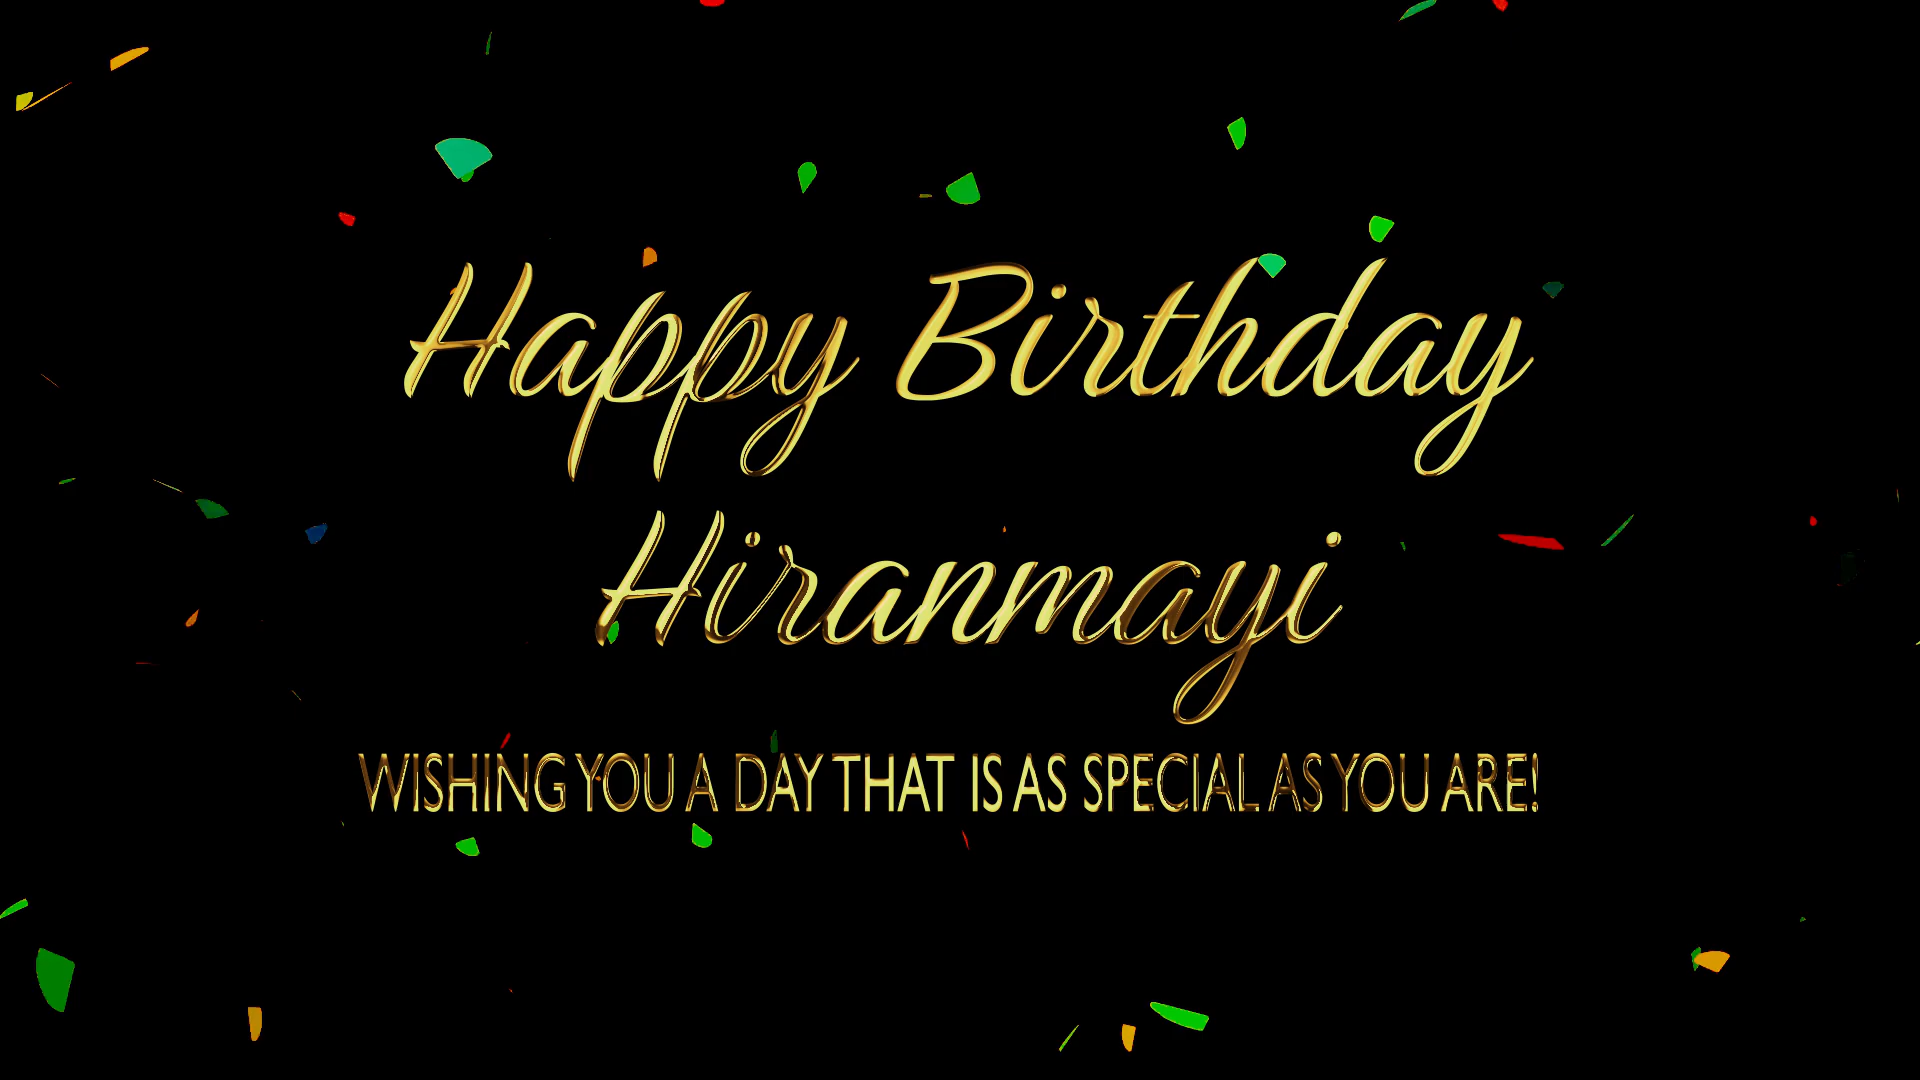 Happy Birthday
Hiranmayi
WISHING YOU A DAY THAT IS AS SPECIAL AS YOU ARE!